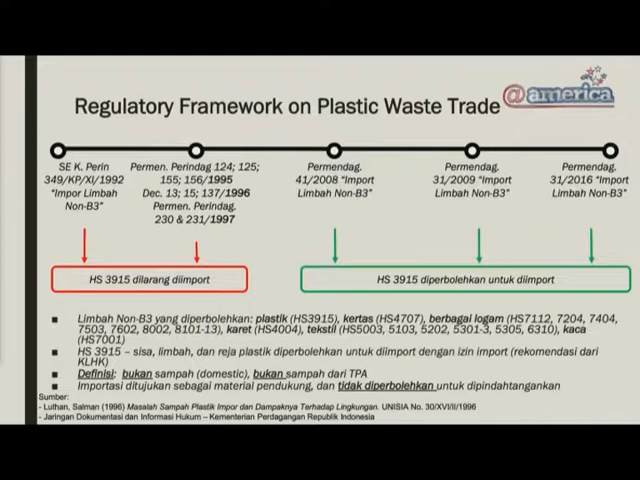 Regulatory Framework on Plastic Waste Trade
@america
SE K. Perin
349/KP/XI/1992
"Impor Limbah
Non-B3"
Permen. Perindag 124; 125;
155; 156/1995
Dec. 13; 15; 137/1996
Permen. Perindag.
230 & 231/1997
Permendag.
41/2008 "Import
Limbah Non-B3"
Permendag.
31/2009 "Import
Limbah Non-B3"
Permendag.
31/2016 "Import
Limbah Non-B3"
HS 3915 dilarang diimport
HS 3915 diperbolehkan untuk diimport
■ Limbah Non-B3 yang diperbolehkan: plastik (HS3915), kertas (HS4707), berbagai logam (HS7112, 7204, 7404,
7503, 7602, 8002, 8101-13), karet (HS4004), tekstil (HS5003, 5103, 5202, 5301-3, 5305, 6310), kaca
(HS7001)
■ HS 3915 – sisa, limbah, dan reja plastik diperbolehkan untuk diimport dengan izin import (rekomendasi dari
KLHK)
■ Definisi: bukan sampah (domestic), bukan sampah dari TPA
■ Importasi ditujukan sebagai material pendukung, dan tidak diperbolehkan untuk dipindahtangankan
Sumber:
- Luthan, Salman (1996) Masalah Sampah Plastik Impor dan Dampaknya Terhadap Lingkungan. UNISIA No. 30/XVI/II/1996
- Jaringan Dokumentasi dan Informasi Hukum – Kementerian Perdagangan Republik Indonesia